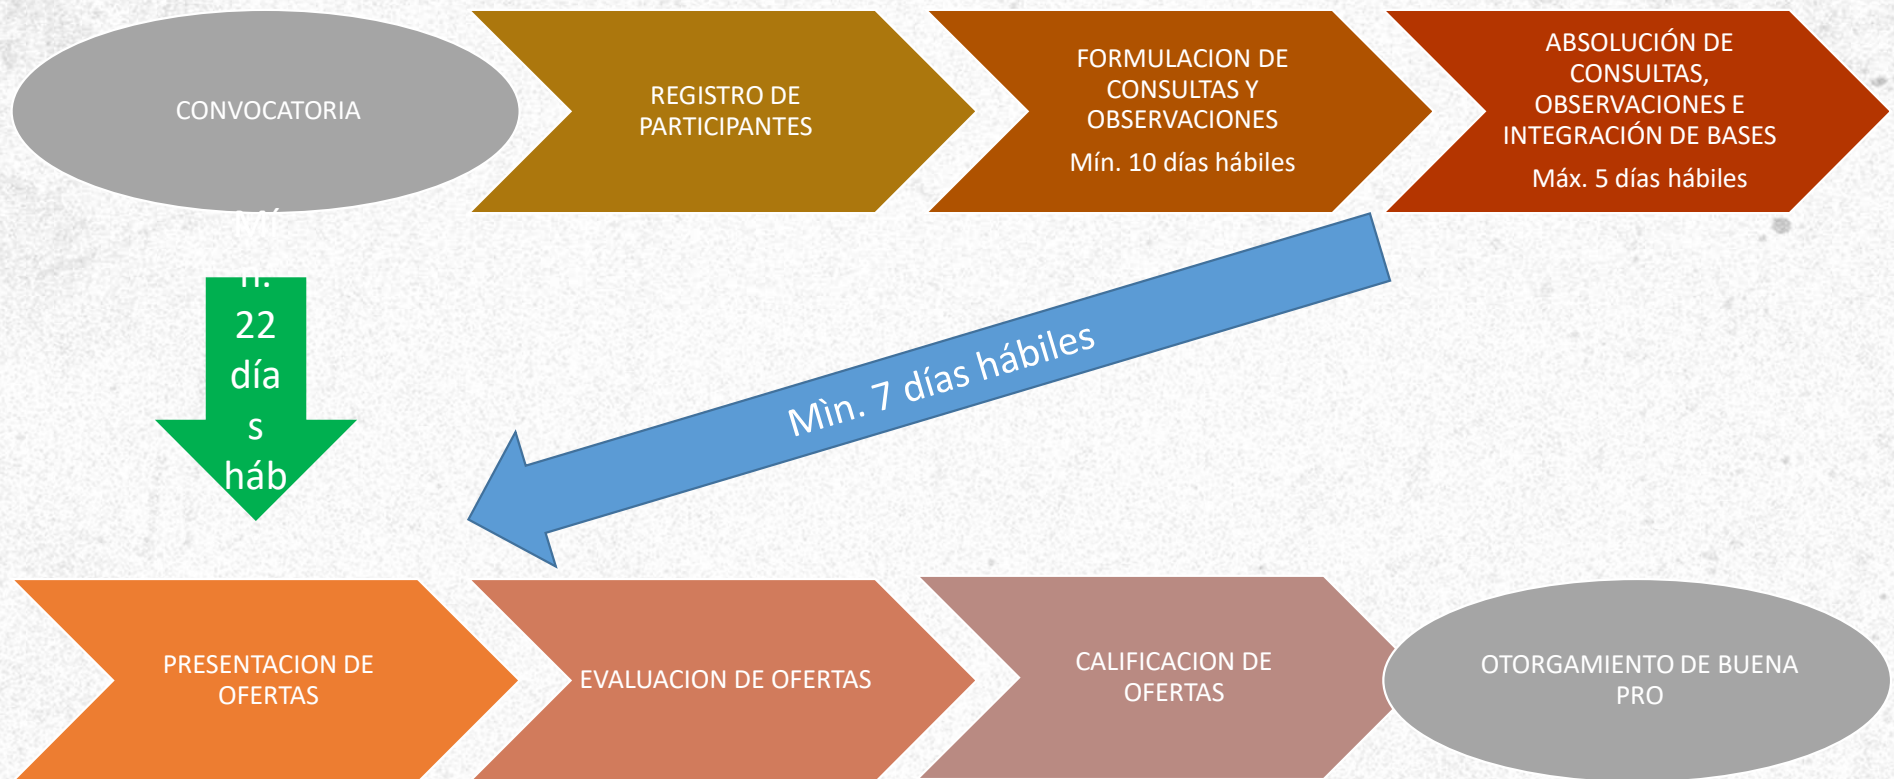 CONVOCATORIA
REGISTRO DE
PARTICIPANTES
FORMULACION DE
CONSULTAS Y
OBSERVACIONES
Mín. 10 días hábiles
ABSOLUCIÓN DE
CONSULTAS,
OBSERVACIONES E
INTEGRACIÓN DE BASES
Máx. 5 días hábiles
Mí
n.
22
día
s
háb
Mìn. 7 días hábiles
PRESENTACION DE
OFERTAS
EVALUACION DE OFERTAS
CALIFICACION DE
OFERTAS
OTORGAMIENTO DE BUENA
PRO